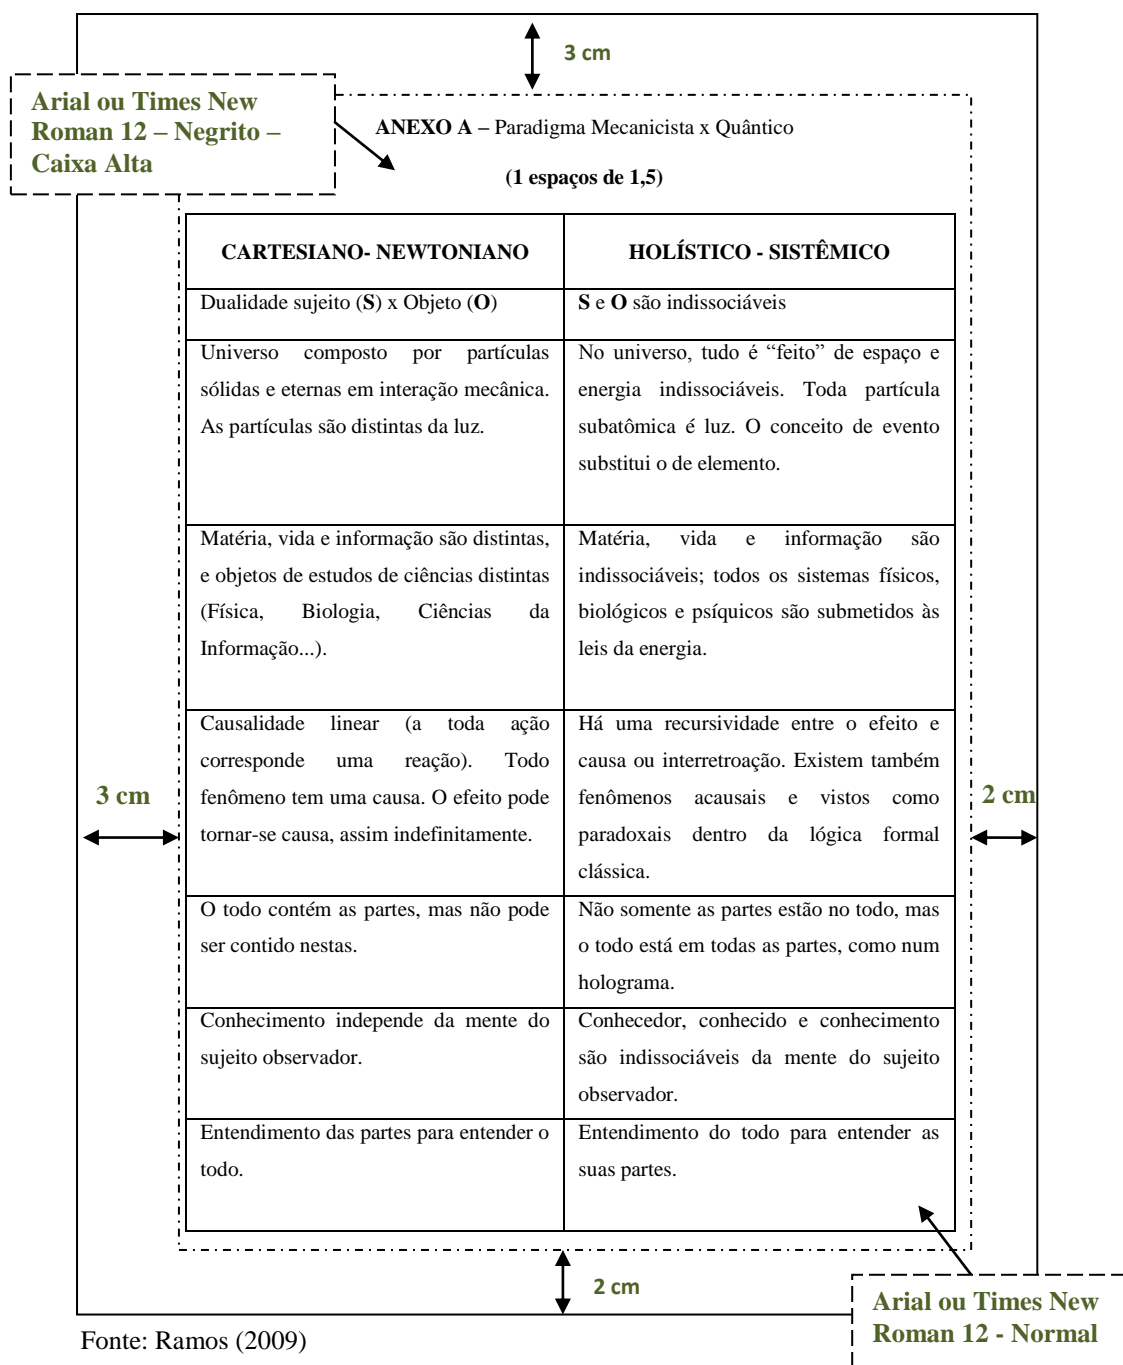 3 cm
Arial ou Times New
Roman 12 – Negrito –
Caixa Alta
ANEXO A – Paradigma Mecanicista x Quântico
(1 espaços de 1,5)
CARTESIANO- NEWTONIANO
HOLÍSTICO - SISTÊMICO
Dualidade sujeito (S) x Objeto (O)
S e O são indissociáveis
Universo composto por partículas
sólidas e eternas em interação mecânica.
As partículas são distintas da luz.
No universo, tudo é “feito” de espaço e
energia indissociáveis. Toda partícula
subatômica é luz. O conceito de evento
substitui o de elemento.
Matéria, vida e informação são distintas,
e objetos de estudos de ciências distintas
(Física, Biologia, Ciências da
Informação...).
Matéria, vida e informação são
indissociáveis; todos os sistemas físicos,
biológicos e psíquicos são submetidos às
leis da energia.
Causalidade linear (a toda ação
corresponde uma reação). Todo
fenômeno tem uma causa. O efeito pode
tornar-se causa, assim indefinitamente.
Há uma recursividade entre o efeito e
causa ou interretroação. Existem também
fenômenos acausais e vistos como
paradoxais dentro da lógica formal
clássica.
3 cm
2 cm
O todo contém as partes, mas não pode
ser contido nestas.
Não somente as partes estão no todo, mas
o todo está em todas as partes, como num
holograma.
Conhecimento independe da mente do
sujeito observador.
Conhecedor, conhecido e conhecimento
são indissociáveis da mente do sujeito
observador.
Entendimento das partes para entender o
todo.
Entendimento do todo para entender as
suas partes.
2 cm
Arial ou Times New
Roman 12 - Normal
Fonte: Ramos (2009)